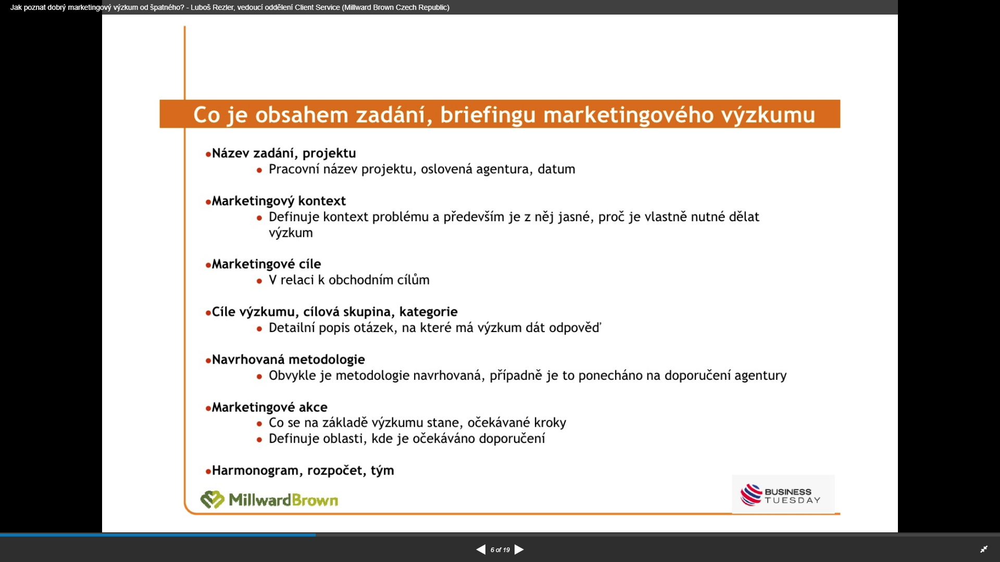 Jak poznat dobrý marketingový výzkum od špatného? - Luboš Rezler, vedoucí oddělení Client Service (Millward Brown Czech Republic)
Co je obsahem zadání, briefingu marketingového výzkumu
●Název zadání, projektu
● Pracovní název projektu, oslovená agentura, datum
●Marketingový kontext
● Definuje kontext problému a především je z něj jasné, proč je vlastně nutné dělat
výzkum
●Marketingové cíle
● V relaci k obchodním cílům
●Cíle výzkumu, cílová skupina, kategorie
● Detailní popis otázek, na které má výzkum dát odpověď
●Navrhovaná metodologie
● Obvykle je metodologie navrhovaná, případně je to ponecháno na doporučení agentury
●Marketingové akce
● Co se na základě výzkumu stane, očekávané kroky
● Definuje oblasti, kde je očekáváno doporučení
●Harmonogram, rozpočet, tým
MillwardBrown
BUSINESS
TUESDAY
6 of 19